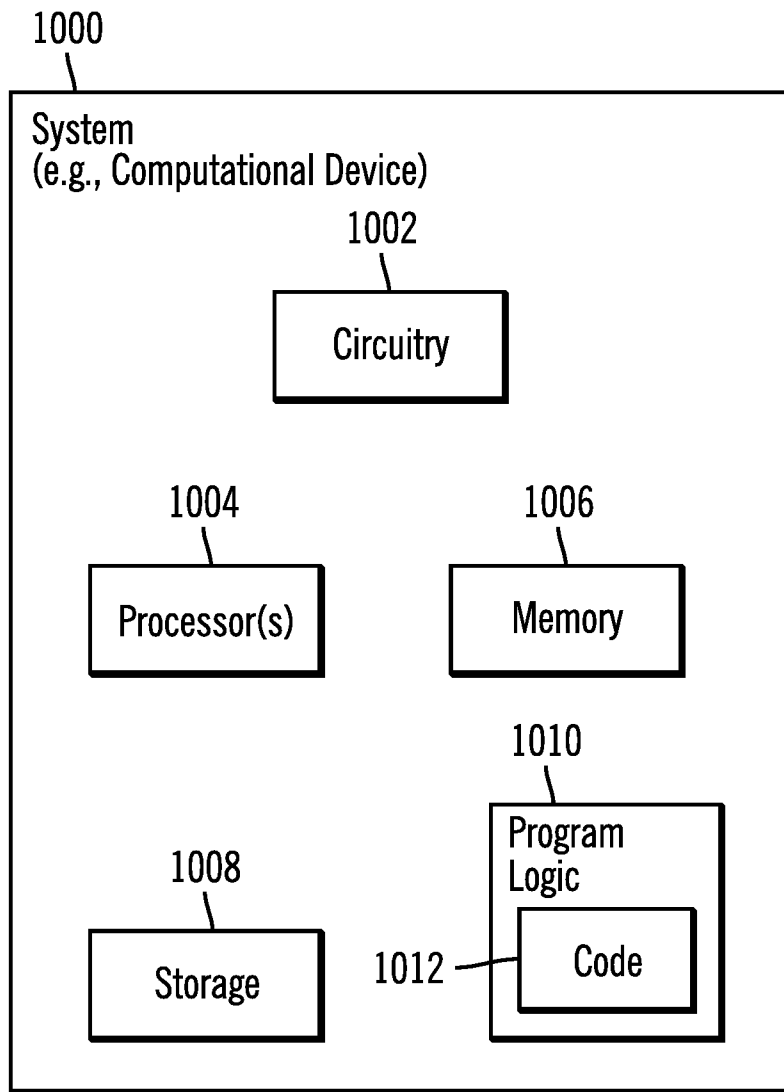 1000
System
(e.g., Computational Device)
1002
Circuitry
1004
1006
Processor(s)
Memory
1010
Program
Logic
1008
1012
Code
Storage